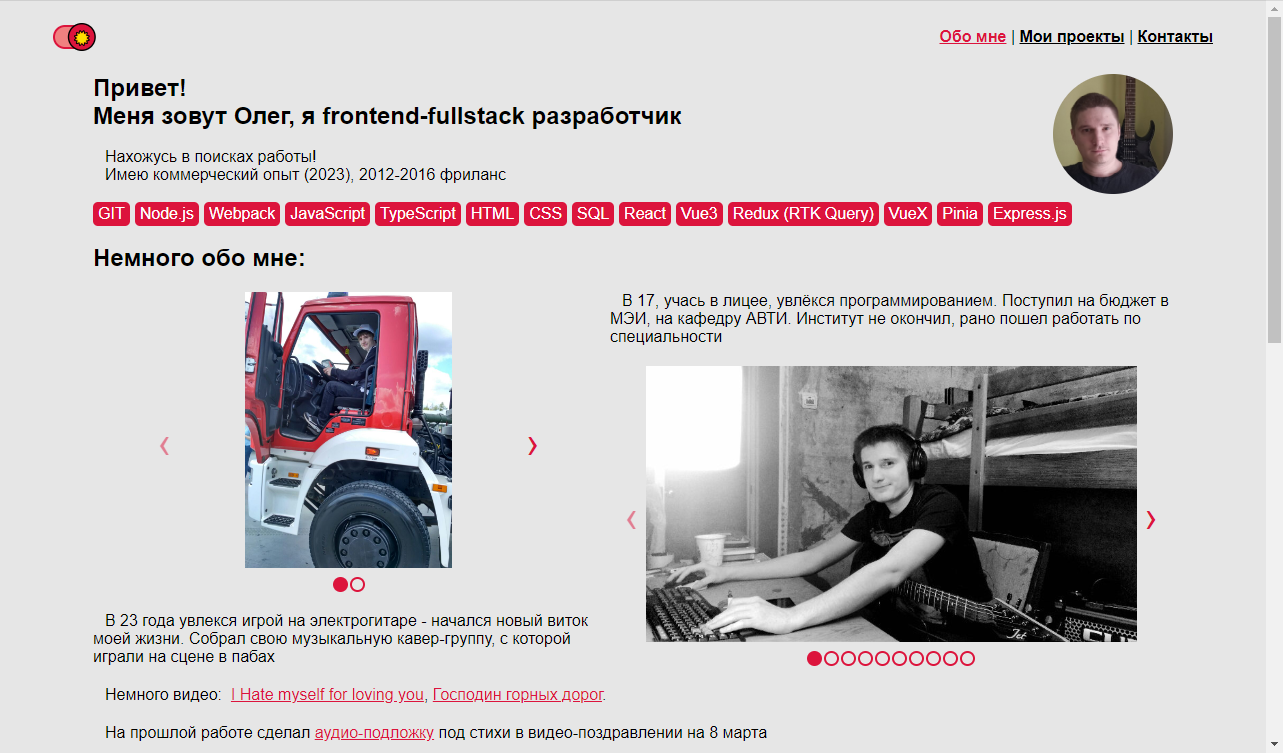 Обо мне | Мои проекты | Контакты
Привет!
Меня зовут Олег, я frontend-fullstack разработчик
Нахожусь в поисках работы!
Имею коммерческий опыт (2023), 2012-2016 фриланс
GIT Node.js Webpack JavaScript TypeScript HTML CSS SQL React Vue3 Redux (RTK Query) VueX Pinia Express.js
Немного обо мне:
В 17, учась в лицее, увлёкся программированием. Поступил на бюджет в
МЭИ, на кафедру АВТИ. Институт не окончил, рано пошел работать по
специальности
В 23 года увлекся игрой на электрогитаре - начался новый виток
моей жизни. Собрал свою музыкальную кавер-группу, с которой
играли на сцене в пабах
Немного видео: I Hate myself for loving you, Господин горных дорог.
На прошлой работе сделал аудио-подложку под стихи в видео-поздравлении на 8 марта